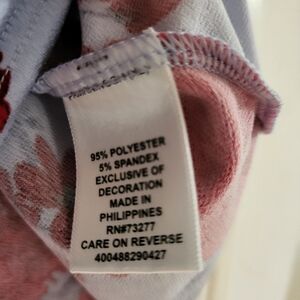 95% POLYESTER
5% SPANDEX
EXCLUSIVE OF
DECORATION
MADE IN
PHILIPPINES
RN#73277
CARE ON REVERSE
400488290427